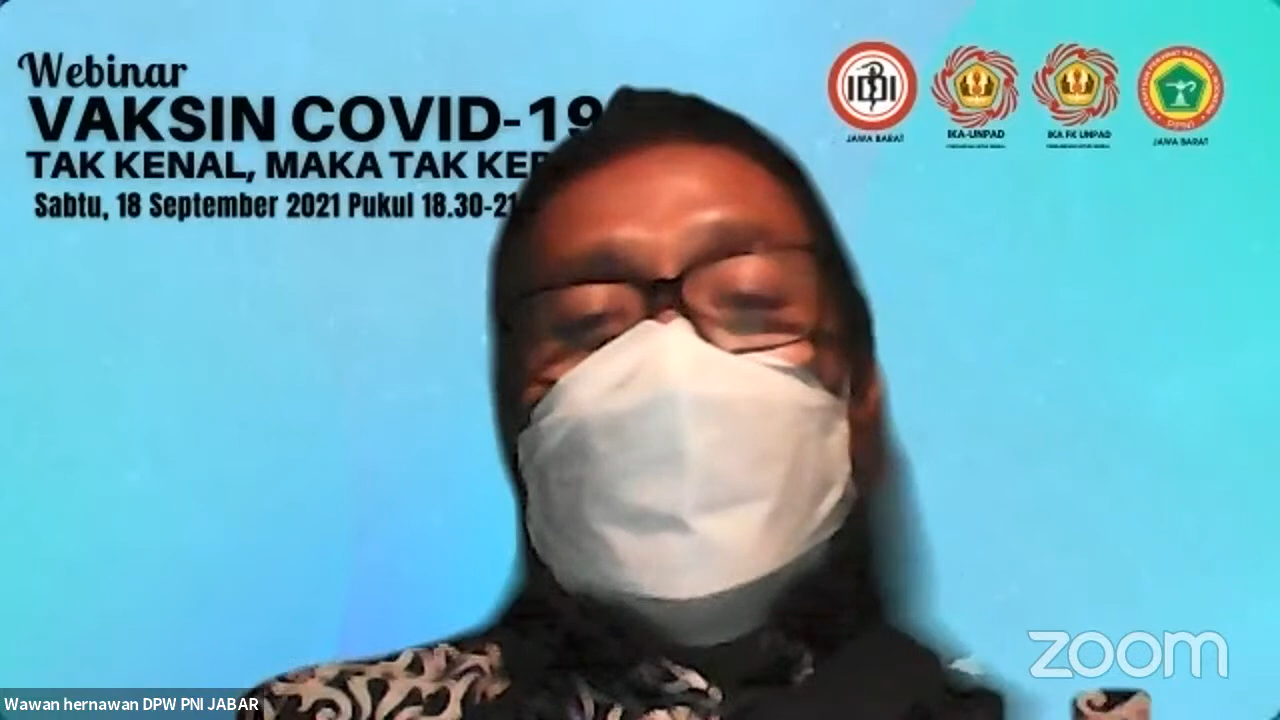 Webinar
VAKSIN COVID-19
TAK KENAL, MAKA TAK
Sabtu, 18 September 2021 Pukul 18.30-21
IDI
JAWA BARAT
IKA-UNPAD
IKA FK UNPAD
JAWA BARAT
zoom
Wawan hernawan DPW PNI JABAR